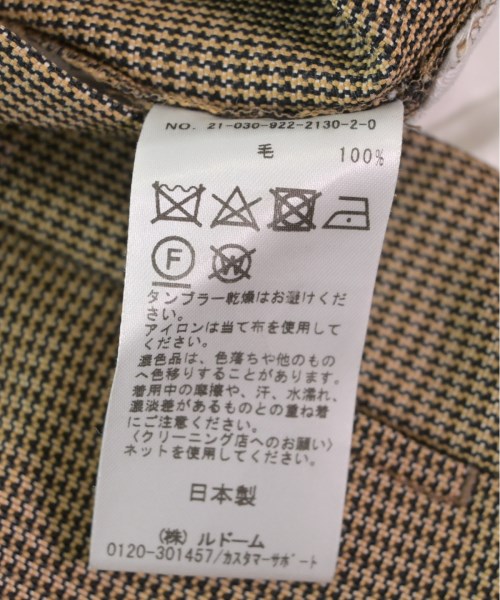 NO. 21-030-922-2130-2-0
毛 100%
F W
タンブラー乾燥はお避けくだ
さい。
アイロンは当て布を使用して
ください。
濃色品は、色落ちや他のもの
へ色移りすることがあります。
着用中の摩擦や、汗、水濡れ、
濃淡差があるものとの重ね着
にご注意ください。
〈クリーニング店へのお願い〉
ネットを使用してください。
日本製
(株) ルドーム
0120-301457/カスタマーサポート